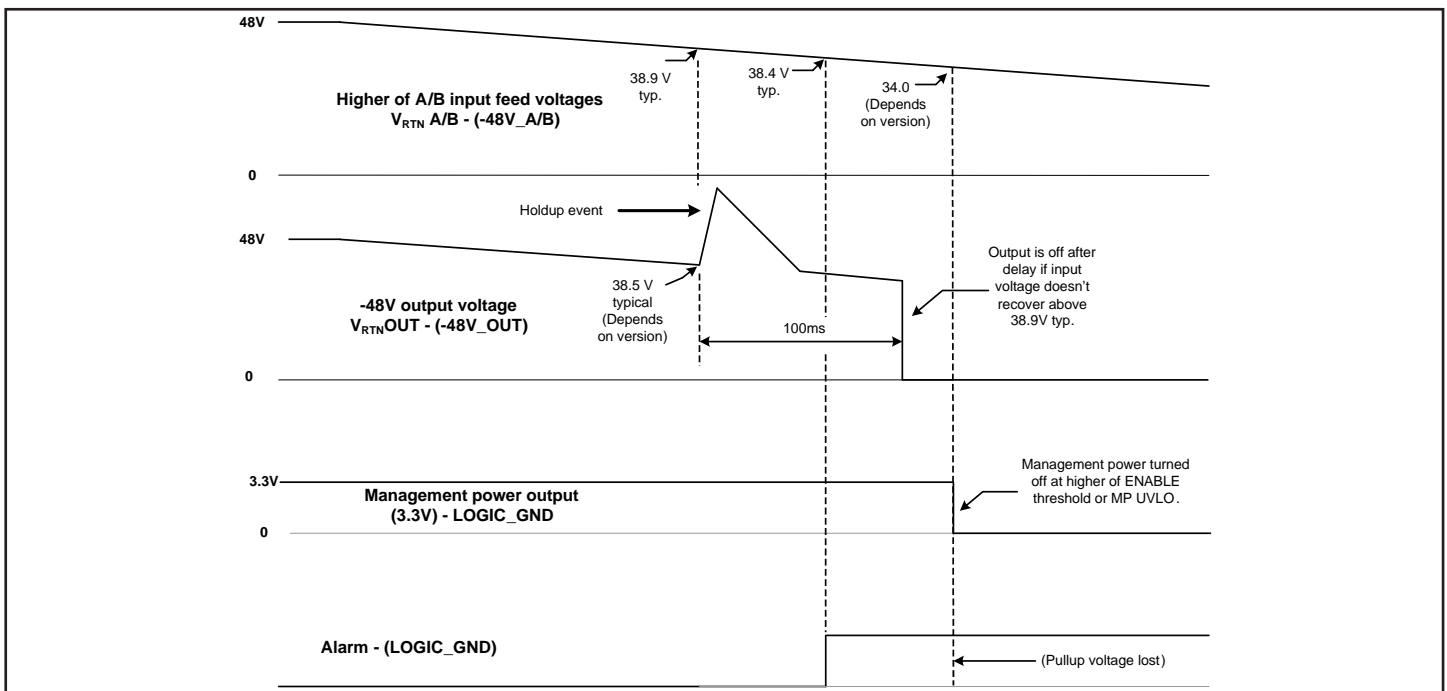 48V
38.9 V
typ.
38.4 V
typ.
34.0
(Depends
on version)
Higher of A/B input feed voltages
VRTN A/B - (-48V_A/B)
0
Holdup event
48V
38.5 V
typical
(Depends
on version)
-48V output voltage
VRTNOUT - (-48V_OUT)
100ms
Output is off after
delay if input
voltage doesn't
recover above
38.9V typ.
0
3.3V
Management power output
(3.3V) - LOGIC_GND
Management power turned
off at higher of ENABLE
threshold or MP UVLO.
0
Alarm - (LOGIC_GND)
(Pullup voltage lost)